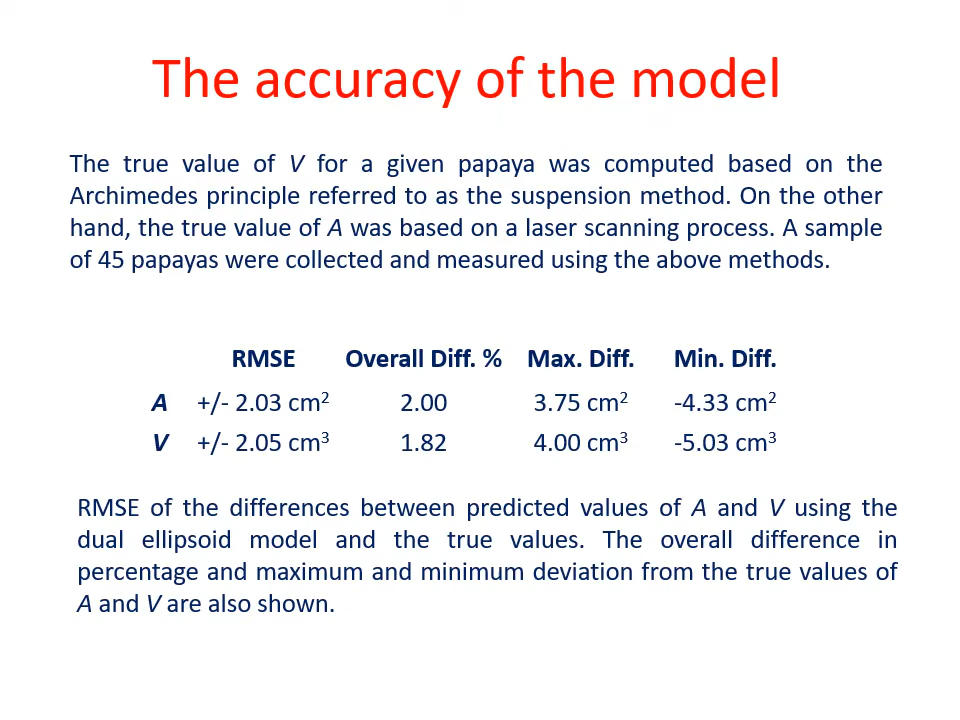 The accuracy of the model
The true value of V for a given papaya was computed based on the
Archimedes principle referred to as the suspension method. On the other
hand, the true value of A was based on a laser scanning process. A sample
of 45 papayas were collected and measured using the above methods.
RMSE Overall Diff. % Max. Diff. Min. Diff.
A +/- 2.03 cm² 2.00 3.75 cm² -4.33 cm²
V +/- 2.05 cm³ 1.82 4.00 cm³ -5.03 cm³
RMSE of the differences between predicted values of A and V using the
dual ellipsoid model and the true values. The overall difference in
percentage and maximum and minimum deviation from the true values of
A and V are also shown.